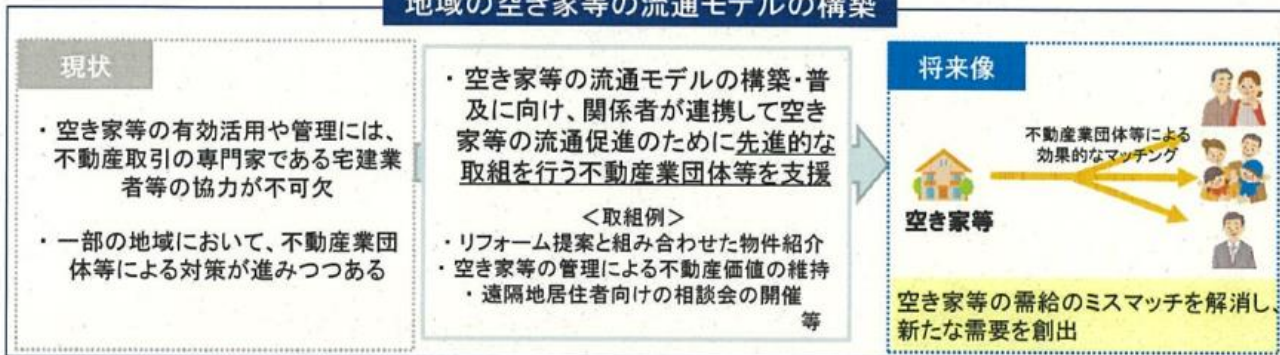 地域の空き家等の流通モデルの構築
現状
・空き家等の有効活用や管理には、
不動産取引の専門家である宅建業
者等の協力が不可欠
・一部の地域において、不動産業団
体等による対策が進みつつある
・空き家等の流通モデルの構築・普
及に向け、関係者が連携して空き
家等の流通促進のために先進的な
取組を行う不動産業団体等を支援
＜取組例＞
・リフォーム提案と組み合わせた物件紹介
・空き家等の管理による不動産価値の維持
・遠隔地居住者向けの相談会の開催
等
将来像
不動産業団体等による
効果的なマッチング
空き家等
空き家等の需給のミスマッチを解消し、
新たな需要を創出